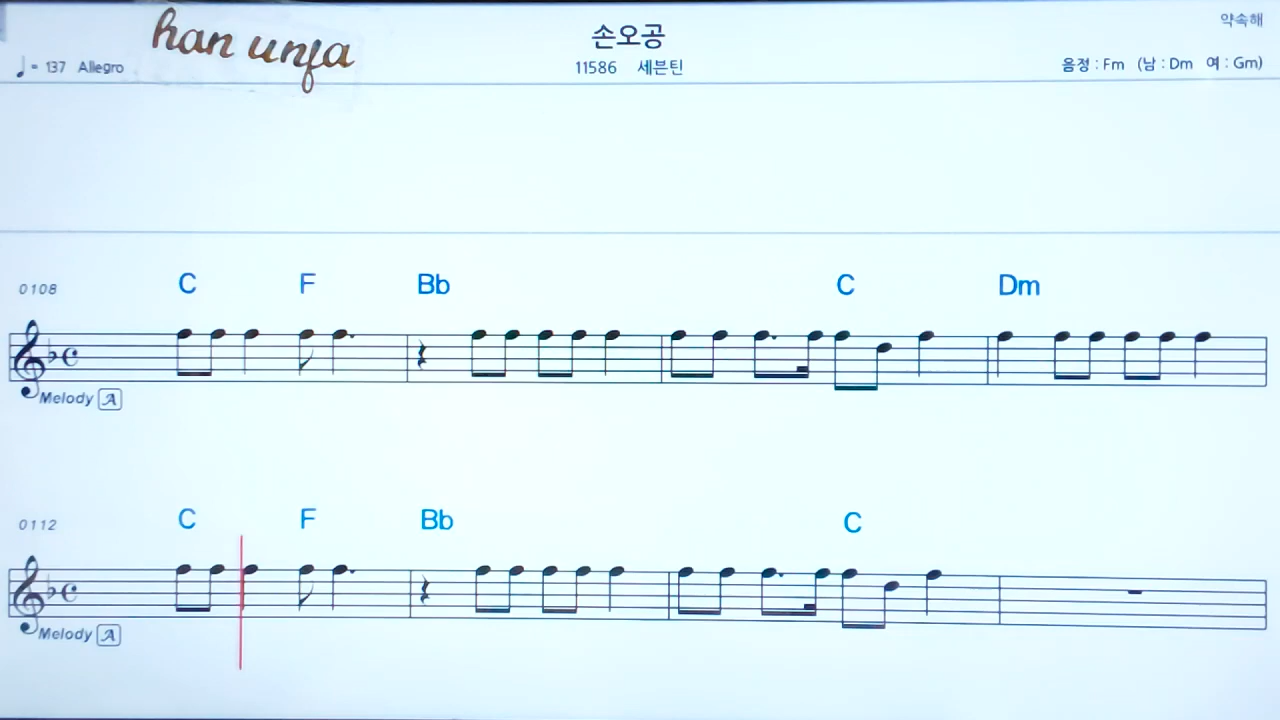 han unfa
손오공
약속해
♩= 137 Allegro
11586 세븐틴
음정 : Fm (남 : Dm 여 : Gm)
C F Bb C Dm
0108
Melody A
C F Bb C
0112
Melody A